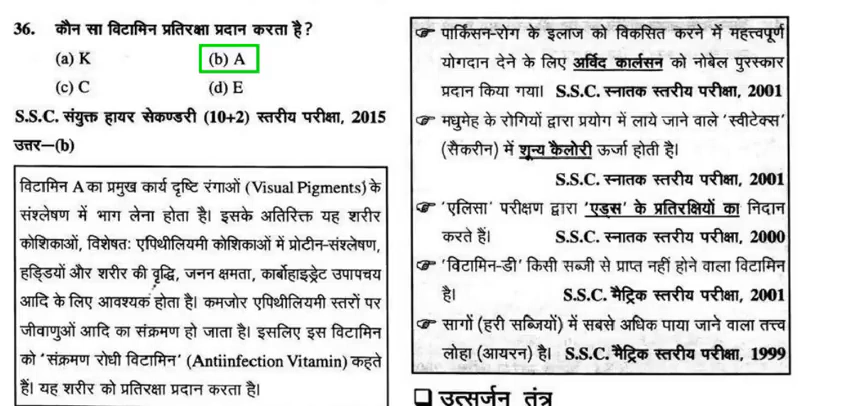 36. कौन सा विटामिन प्रतिरक्षा प्रदान करता है?
(a) K (b) A
(c) C (d) E
S.S.C. संयुक्त हायर सेकण्डरी (10+2) स्तरीय परीक्षा, 2015
उत्तर—(b)
विटामिन A का प्रमुख कार्य दृष्टि रंगाओं (Visual Pigments) के
संश्लेषण में भाग लेना होता है। इसके अतिरिक्त यह शरीर
कोशिकाओं, विशेषतः एपिथीलियमी कोशिकाओं में प्रोटीन-संश्लेषण,
हड्डियों और शरीर की वृद्धि, जनन क्षमता, कार्बोहाइड्रेट उपापचय
आदि के लिए आवश्यक होता है। कमजोर एपिथीलियमी स्तरों पर
जीवाणुओं आदि का संक्रमण हो जाता है। इसलिए इस विटामिन
को 'संक्रमण रोधी विटामिन' (Antiinfection Vitamin) कहते
हैं। यह शरीर को प्रतिरक्षा प्रदान करता है।
☞ पार्किंसन-रोग के इलाज को विकसित करने में महत्त्वपूर्ण
योगदान देने के लिए अर्विद कार्लसन को नोबेल पुरस्कार
प्रदान किया गया। S.S.C. स्नातक स्तरीय परीक्षा, 2001
☞ मधुमेह के रोगियों द्वारा प्रयोग में लाये जाने वाले 'स्वीटेक्स'
(सैकरीन) में शून्य कैलोरी ऊर्जा होती है।
S.S.C. स्नातक स्तरीय परीक्षा, 2001
☞ 'एलिसा' परीक्षण द्वारा 'एड्स' के प्रतिरक्षियों का निदान
करते हैं। S.S.C. स्नातक स्तरीय परीक्षा, 2000
☞ 'विटामिन-डी' किसी सब्जी से प्राप्त नहीं होने वाला विटामिन
है। S.S.C. मैट्रिक स्तरीय परीक्षा, 2001
☞ सागों (हरी सब्जियों) में सबसे अधिक पाया जाने वाला तत्त्व
लोहा (आयरन) है। S.S.C. मैट्रिक स्तरीय परीक्षा, 1999
❑ उत्सर्जन तंत्र